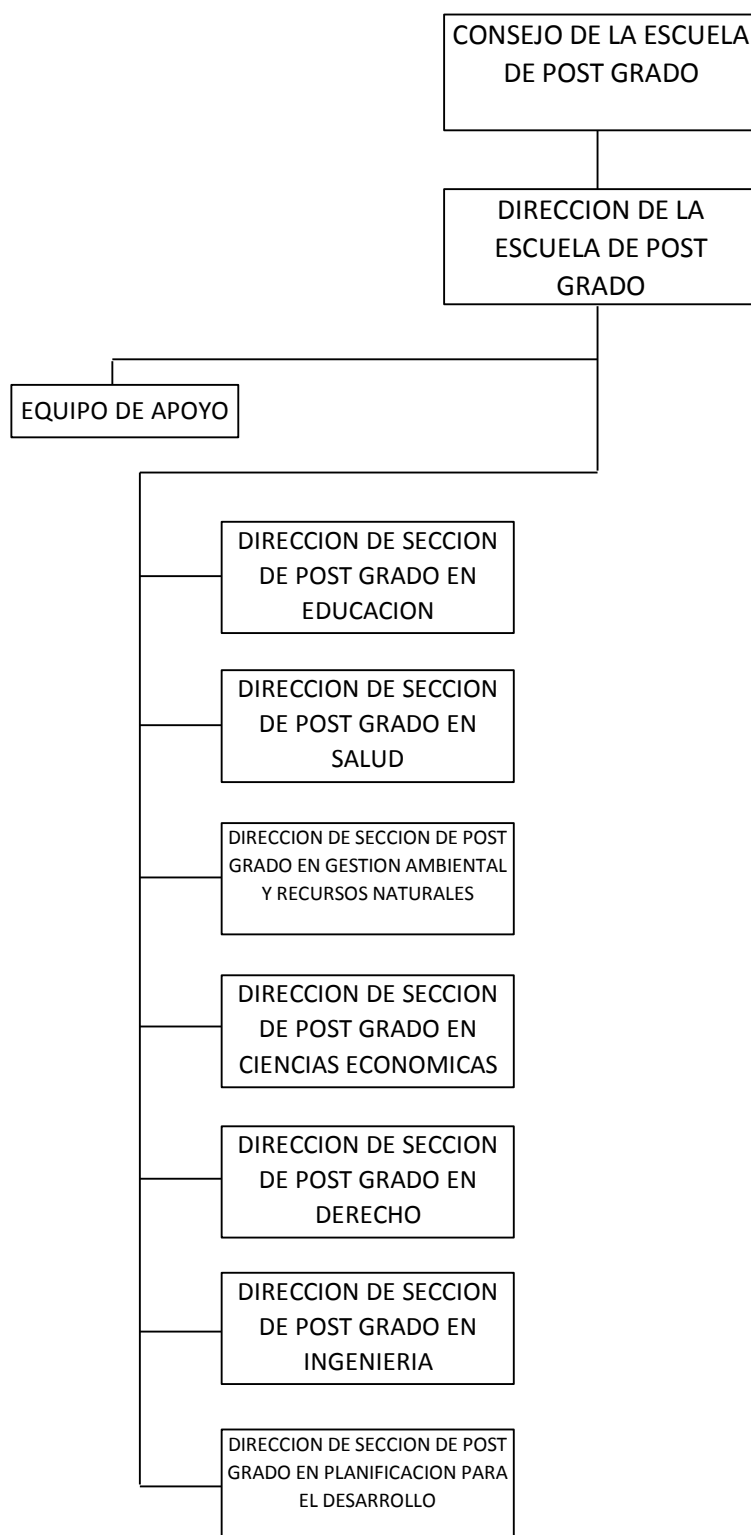 CONSEJO DE LA ESCUELA
DE POST GRADO
DIRECCION DE LA
ESCUELA DE POST
GRADO
EQUIPO DE APOYO
DIRECCION DE SECCION
DE POST GRADO EN
EDUCACION
DIRECCION DE SECCION
DE POST GRADO EN
SALUD
DIRECCION DE SECCION DE POST
GRADO EN GESTION AMBIENTAL
Y RECURSOS NATURALES
DIRECCION DE SECCION
DE POST GRADO EN
CIENCIAS ECONOMICAS
DIRECCION DE SECCION
DE POST GRADO EN
DERECHO
DIRECCION DE SECCION
DE POST GRADO EN
INGENIERIA
DIRECCION DE SECCION DE POST
GRADO EN PLANIFICACION PARA
EL DESARROLLO